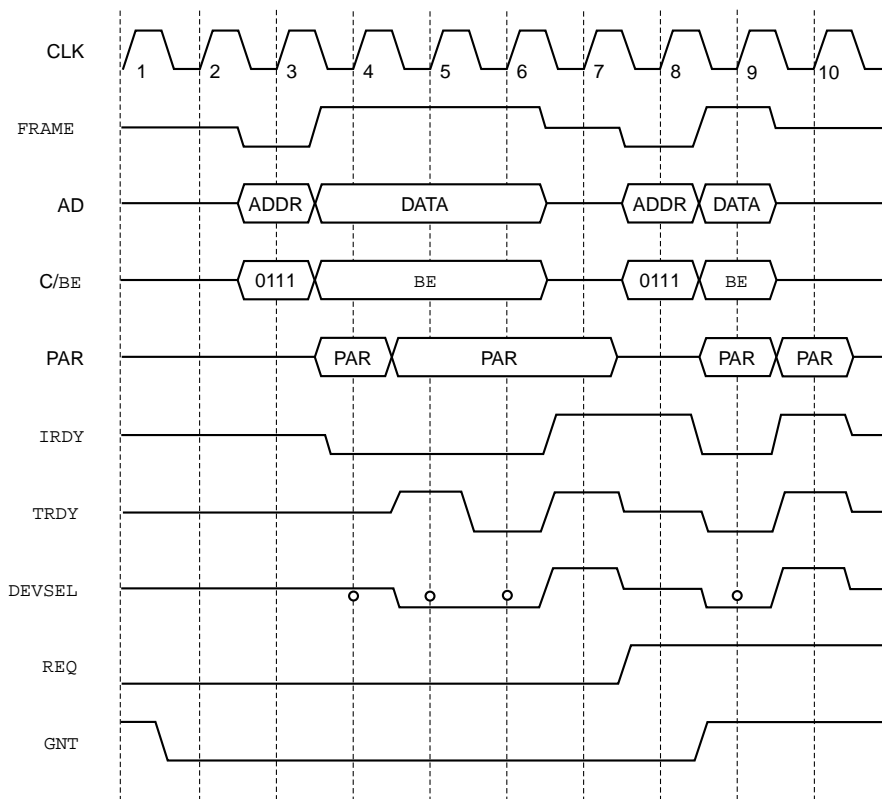 CLK
1 2 3 4 5 6 7 8 9 10
FRAME
AD ADDR DATA ADDR DATA
C/BE 0111 BE 0111 BE
PAR PAR PAR PAR PAR
IRDY
TRDY
DEVSEL
REQ
GNT